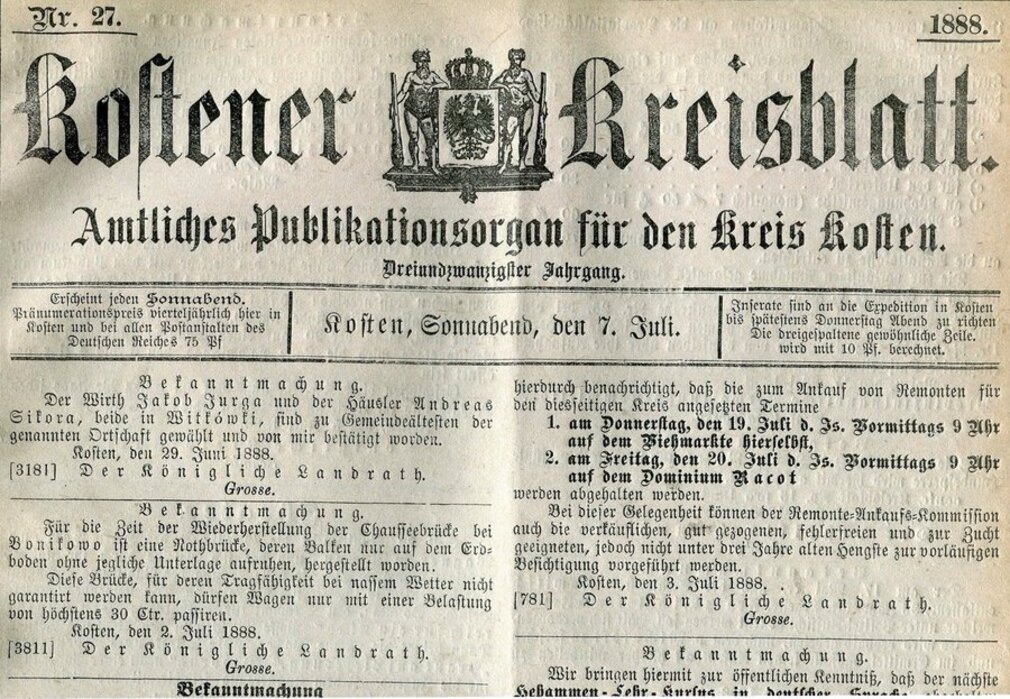 Nr. 27.
1888.
Kostener Kreisblatt.
Amtliches Publikationsorgan für den Kreis Kosten.
Dreiundzwanzigster Jahrgang.
Erscheint jeden Sonnabend.
Pränumerationspreis vierteljährlich hier in
Kosten und bei allen Postanstalten des
Deutschen Reiches 75 Pf
Kosten, Sonnabend, den 7. Juli.
Inserate sind an die Expedition in Kosten
bis spätestens Donnerstag Abend zu richten
Die dreigespaltene gewöhnliche Zeile.
wird mit 10 Pf. berechnet.
Bekanntmachung.
Der Wirth Jakob Jurga und der Häusler Andreas
Sikora, beide in Witkówki, sind zu Gemeindeältesten der
genannten Ortschaft gewählt und von mir bestätigt worden.
Kosten, den 29. Juni 1888.
[3181] Der Königliche Landrath.
Grosse.
Bekanntmachung.
Für die Zeit der Wiederherstellung der Chausseebrücke bei
Bonikowo ist eine Nothbrücke, deren Balken nur auf dem Erd-
boden ohne jegliche Unterlage aufruhen, hergestellt worden.
Diese Brücke, für deren Tragfähigkeit bei nassem Wetter nicht
garantirt werden kann, dürfen Wagen nur mit einer Belastung
von höchstens 30 Ctr. passiren.
Kosten, den 2. Juli 1888.
[3811] Der Königliche Landrath.
Grosse.
Bekanntmachung
hierdurch benachrichtigt, daß die zum Ankauf von Remonten für
den diesseitigen Kreis angesetzten Termine
1. am Donnerstag, den 19. Juli d. Js. Vormittags 9 Uhr
auf dem Viehmarkte hierselbst,
2. am Freitag, den 20. Juli d. Js. Vormittags 9 Uhr
auf dem Dominium Racot
werden abgehalten werden.
Bei dieser Gelegenheit können der Remonte-Ankaufs-Kommission
auch die verkäuflichen, gut gezogenen, fehlerfreien und zur Zucht
geeigneten, jedoch nicht unter drei Jahre alten Hengste zur vorläufigen
Besichtigung vorgeführt werden.
Kosten, den 3. Juli 1888.
[781] Der Königliche Landrath.
Grosse.
Bekanntmachung.
Wir bringen hiermit zur öffentlichen Kenntniß, daß der nächste
Hebammen-Lehr-Kursus in deutscher Sprache